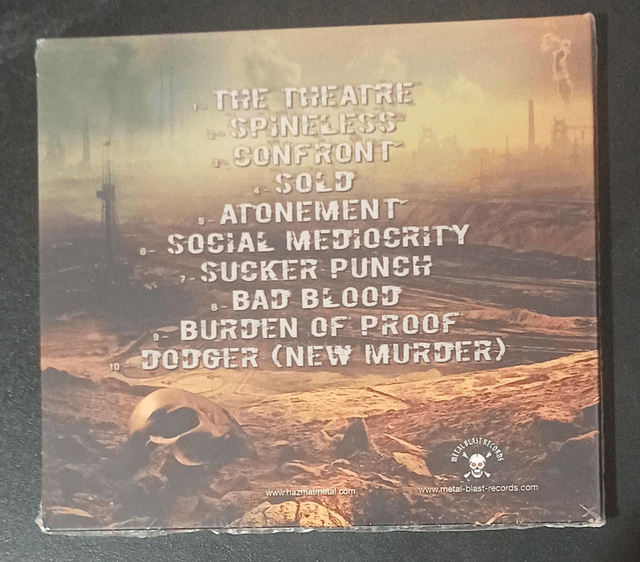 1- THE THEATRE
2- SPINELESS
3- CONFRONT
4- SOLD
5- ATONEMENT
6- SOCIAL MEDIOCRITY
7- SUCKER PUNCH
8- BAD BLOOD
9- BURDEN OF PROOF
10- DODGER (NEW MURDER)
METAL BLAST RECORDS
www.hazmatmetal.com
www.metal-blast-records.com